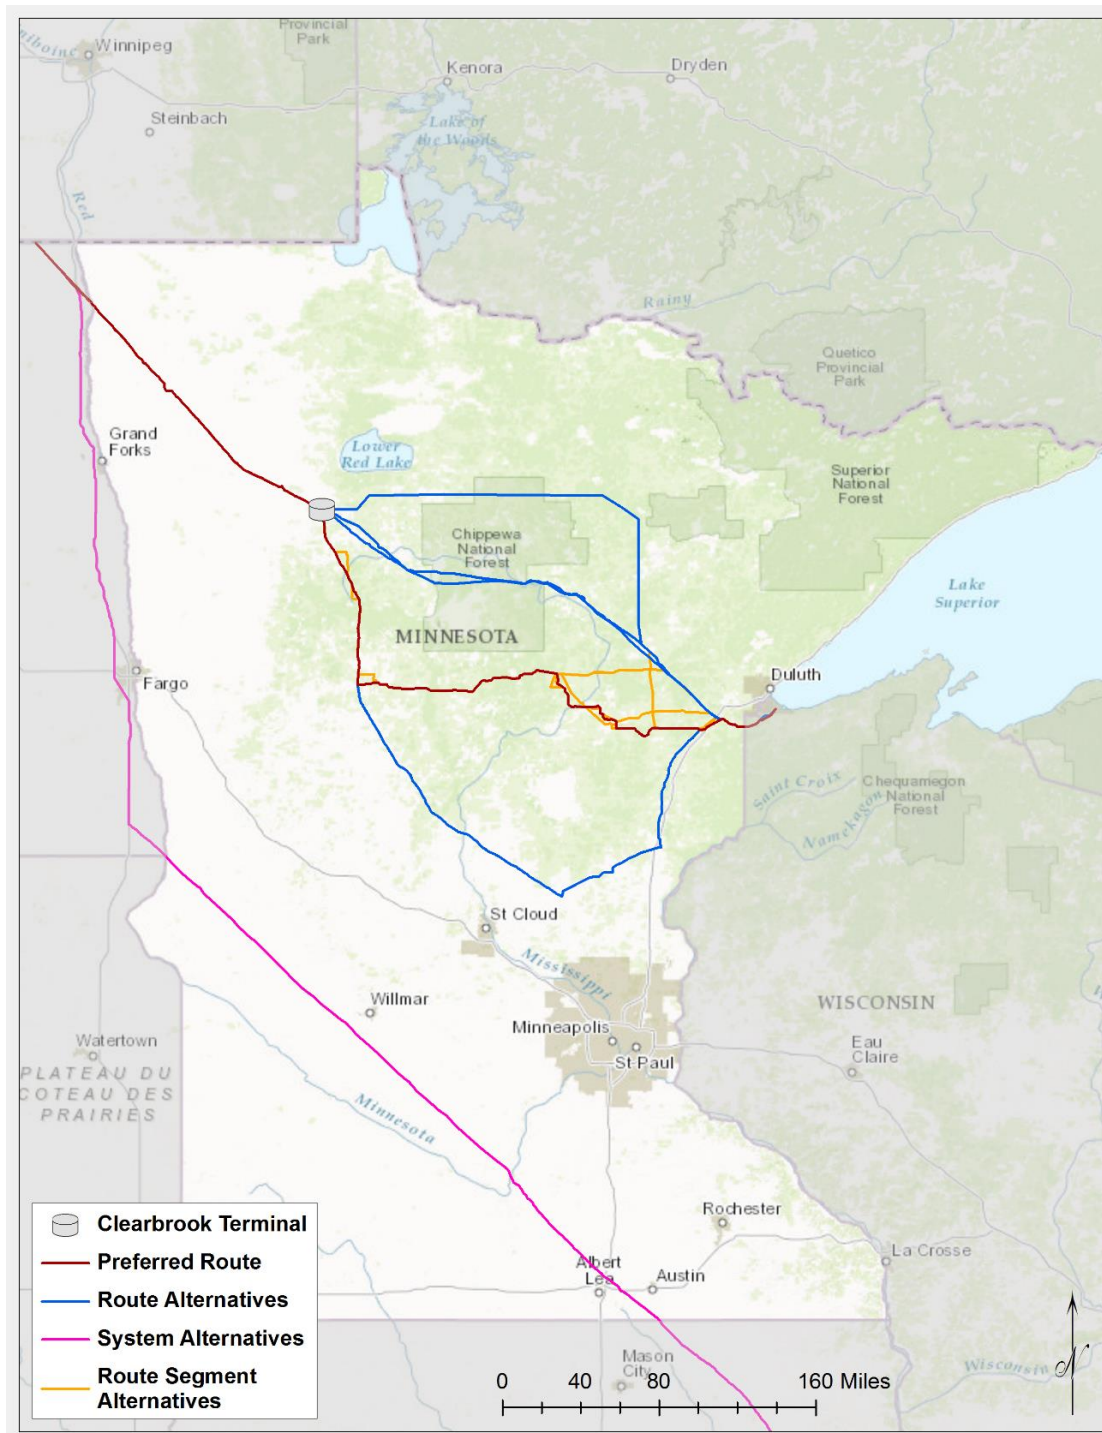 Provincial
Park
Winnipeg
Kenora
Dryden
Steinbach
Lake of
the Woods
Red
Rainy
Quetico
Provincial
Park
Grand
Forks
Lower
Red Lake
Superior
National
Forest
Chippewa
National
Forest
Lake
Superior
MINNESOTA
Duluth
Fargo
Saint Croix
Chequamegon
National
Forest
Namekagon
St Cloud
Mississippi
Willmar
WISCONSIN
Minneapolis
St Paul
Eau
Claire
Watertown
PLATEAU DU
COTEAU DES
PRAIRIES
Minnesota
Rochester
La Crosse
Albert
Lea
Austin
Mason
City
Wisconsin
N
Clearbrook Terminal
Preferred Route
Route Alternatives
System Alternatives
Route Segment
Alternatives
0 40 80 160 Miles